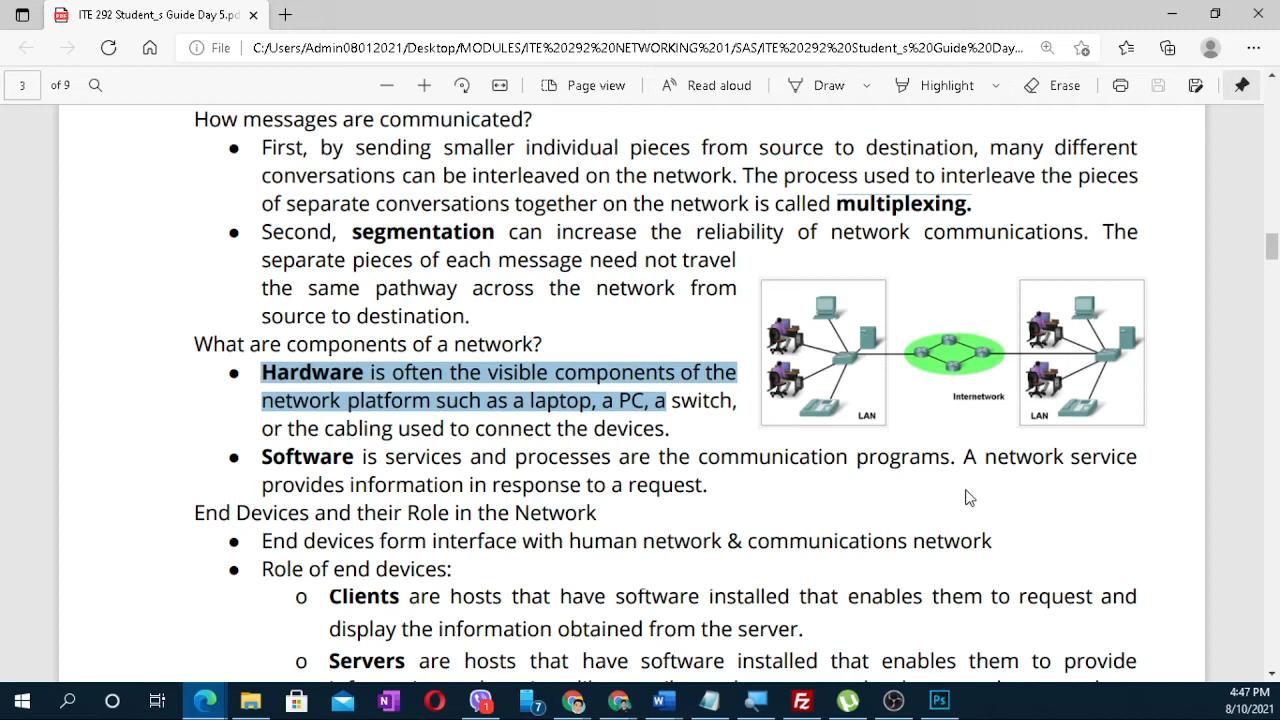 ITE 292 Student_s Guide Day 5.pd
File
C:/Users/Admin08012021/Desktop/MODULES/ITE%20292%20NETWORKING%201/SAS/ITE%20292%20Student_s%20Guide%20Day...
3 of 9
Page view
Read aloud
Draw
Highlight
Erase
How messages are communicated?
● First, by sending smaller individual pieces from source to destination, many different
conversations can be interleaved on the network. The process used to interleave the pieces
of separate conversations together on the network is called multiplexing.
● Second, segmentation can increase the reliability of network communications. The
separate pieces of each message need not travel
the same pathway across the network from
source to destination.
What are components of a network?
● Hardware is often the visible components of the
network platform such as a laptop, a PC, a switch,
or the cabling used to connect the devices.
LAN
Internetwork
LAN
● Software is services and processes are the communication programs. A network service
provides information in response to a request.
End Devices and their Role in the Network
● End devices form interface with human network & communications network
● Role of end devices:
o Clients are hosts that have software installed that enables them to request and
display the information obtained from the server.
o Servers are hosts that have software installed that enables them to provide
4:47 PM
8/10/2021